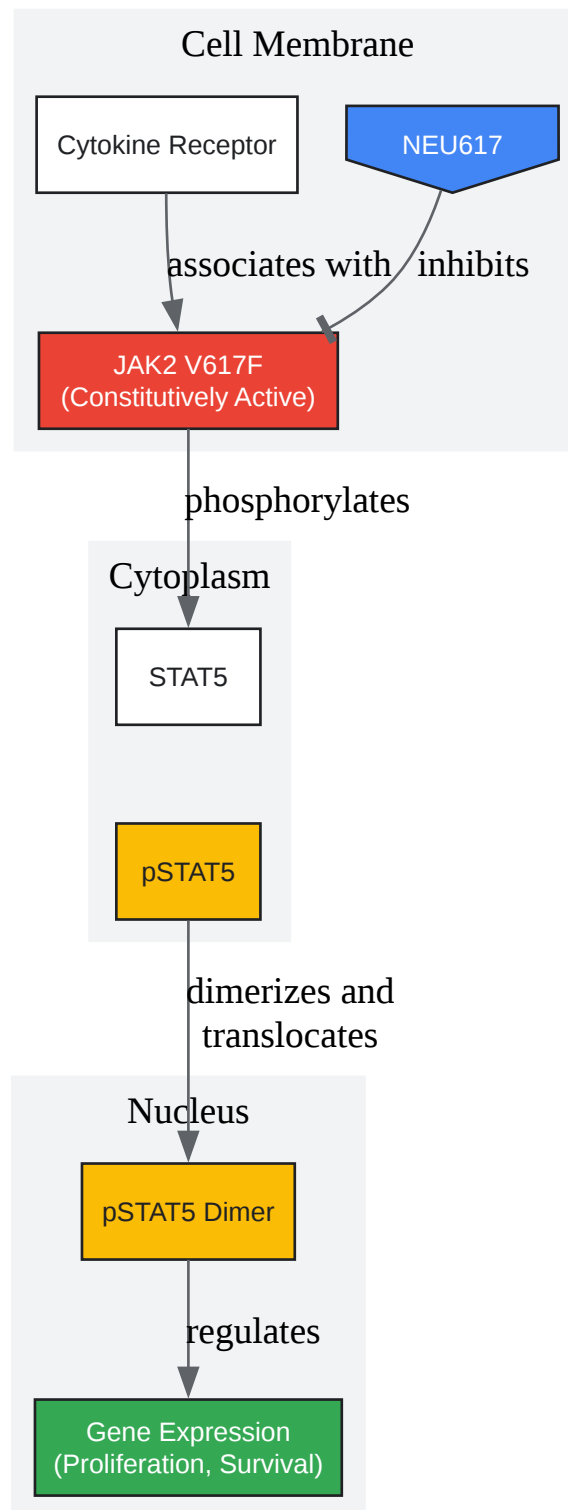 Cell Membrane
Cytokine Receptor
NEU617
associates with
inhibits
JAK2 V617F
(Constitutively Active)
phosphorylates
Cytoplasm
STAT5
pSTAT5
dimerizes and
translocates
Nucleus
pSTAT5 Dimer
regulates
Gene Expression
(Proliferation, Survival)